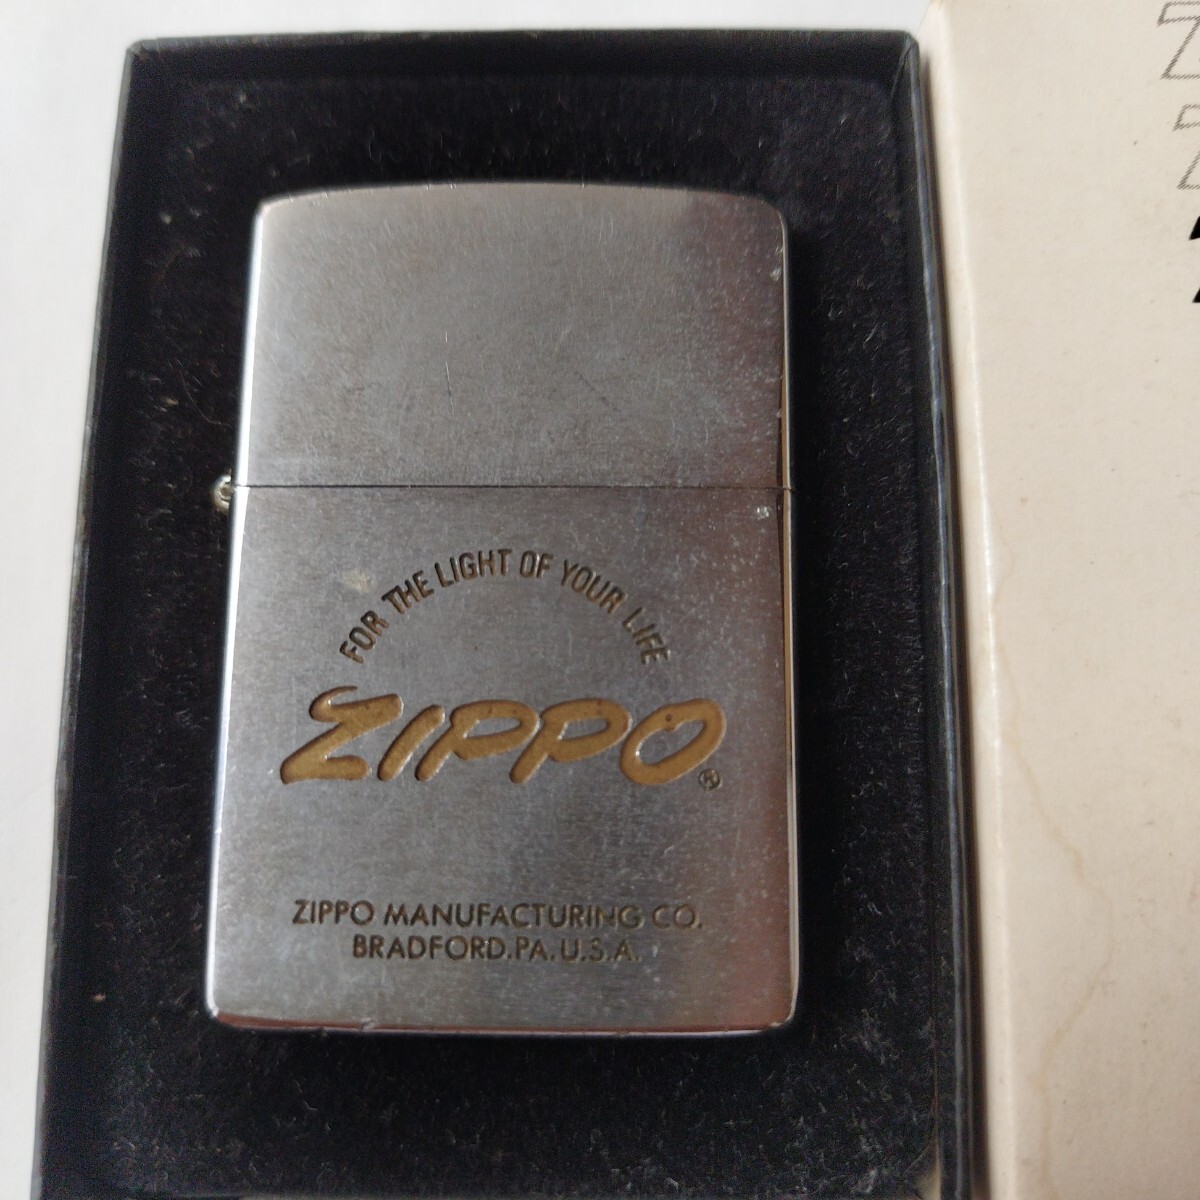 FOR THE LIGHT OF YOUR LIFE
ZIPPO®
ZIPPO MANUFACTURING CO.
BRADFORD.PA.U.S.A.